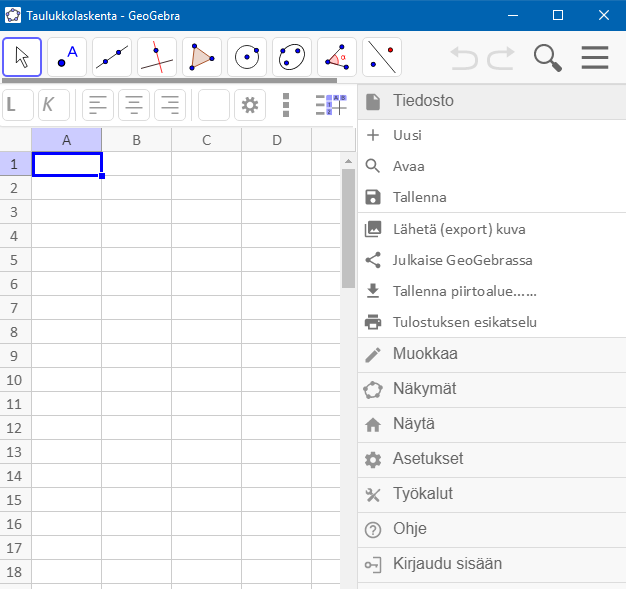 Taulukkolaskenta - GeoGebra
A
α
L K
A B
1
2
A B C D
1
2
3
4
5
6
7
8
9
10
11
12
13
14
15
16
17
18
Tiedosto
Uusi
Avaa
Tallenna
Lähetä (export) kuva
Julkaise GeoGebrassa
Tallenna piirtoalue......
Tulostuksen esikatselu
Muokkaa
Näkymät
Näytä
Asetukset
Työkalut
Ohje
Kirjaudu sisään